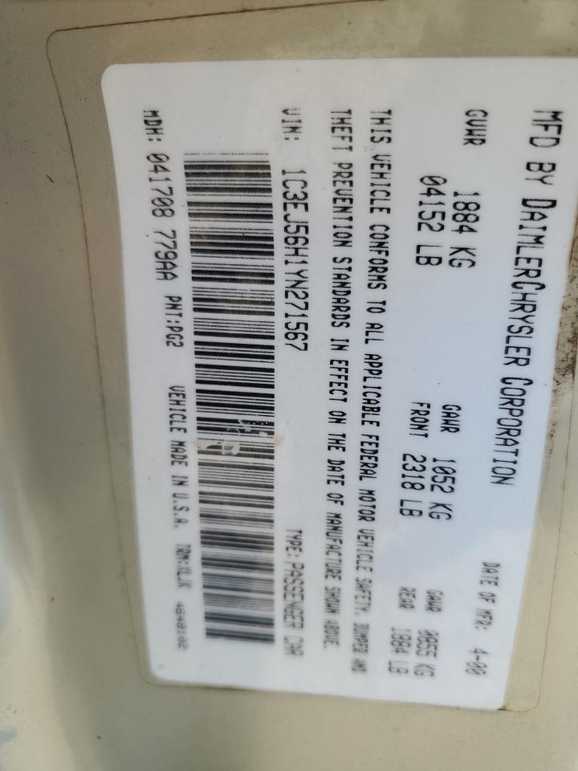 MFD BY DAIMLERCHRYSLER CORPORATION
DATE OF MFR: 4-00
GVWR 1884 KG
04152 LB
GAWR 1052 KG
FRONT 2318 LB
GAWR 0855 KG
REAR 1884 LB
THIS VEHICLE CONFORMS TO ALL APPLICABLE FEDERAL MOTOR VEHICLE SAFETY, BUMPER AND
THEFT PREVENTION STANDARDS IN EFFECT ON THE DATE OF MANUFACTURE SHOWN ABOVE.
VIN: 1C3EJ56H1YN271567
TYPE: PASSENGER CAR
MDH: 041708 779AA PNT:PG2 VEHICLE MADE IN U.S.A.